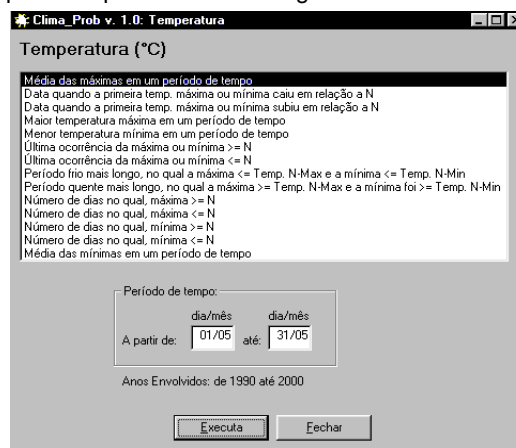 Clima_Prob v. 1.0: Temperatura
Temperatura (°C)
Média das máximas em um período de tempo
Data quando a primeira temp. máxima ou mínima caiu em relação a N
Data quando a primeira temp. máxima ou mínima subiu em relação a N
Maior temperatura máxima em um período de tempo
Menor temperatura mínima em um período de tempo
Última ocorrência da máxima ou mínima >= N
Última ocorrência da máxima ou mínima <= N
Período frio mais longo, no qual a máxima <= Temp. N-Max e a mínima <= Temp. N-Min
Período quente mais longo, no qual a máxima >= Temp. N-Max e a mínima foi >= Temp. N-Min
Número de dias no qual, máxima >= N
Número de dias no qual, máxima <= N
Número de dias no qual, mínima >= N
Número de dias no qual, mínima <= N
Média das mínimas em um período de tempo
Período de tempo:
dia/mês dia/mês
A partir de: 01/05 até: 31/05
Anos Envolvidos: de 1990 até 2000
Executa Fechar